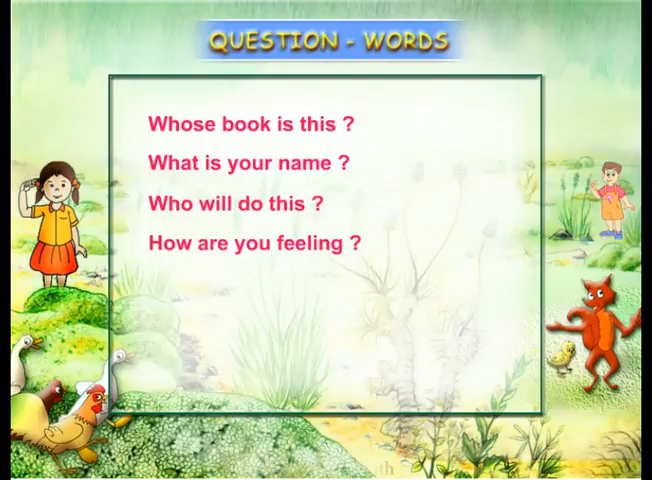 QUESTION - WORDS
Whose book is this ?
What is your name ?
Who will do this ?
How are you feeling ?